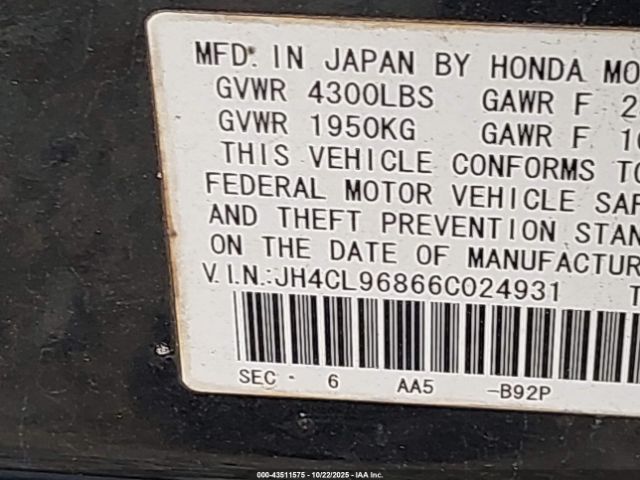 MFD. IN JAPAN BY HONDA MO
GVWR 4300LBS GAWR F 2
GVWR 1950KG GAWR F 1
THIS VEHICLE CONFORMS TO
FEDERAL MOTOR VEHICLE SAF
AND THEFT PREVENTION STAN
ON THE DATE OF MANUFACTUR
V.I.N.:JH4CL96866C024931 T
SEC - 6 AA5 -B92P
000-43511575 - 10/22/2025 - IAA Inc.